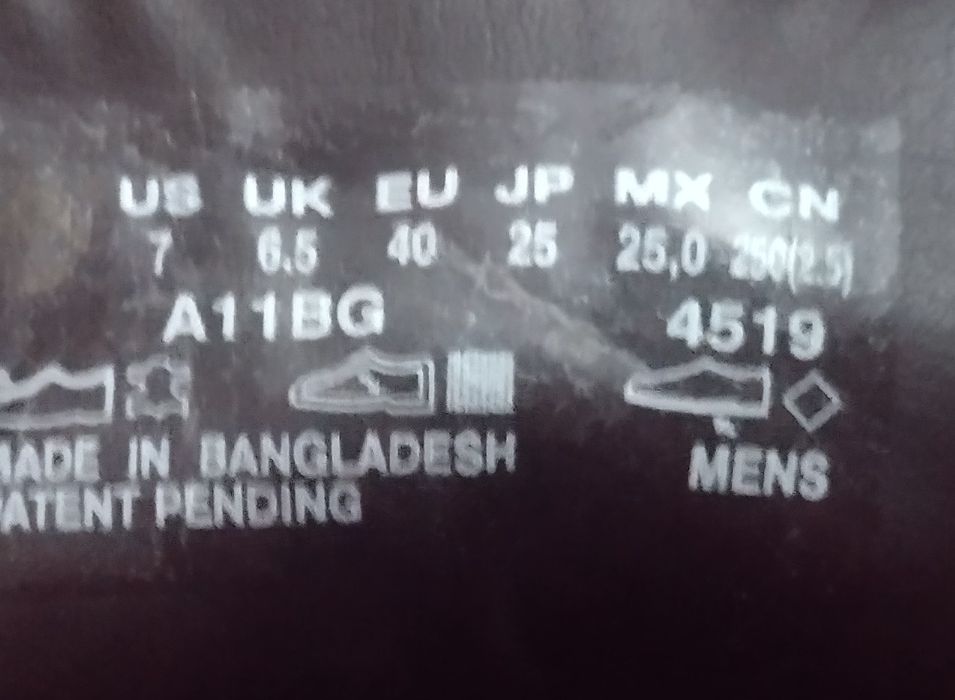 US UK EU JP MX CN
7 6.5 40 25 25,0 250(2.5)
A11BG 4519
MADE IN BANGLADESH MENS
PATENT PENDING